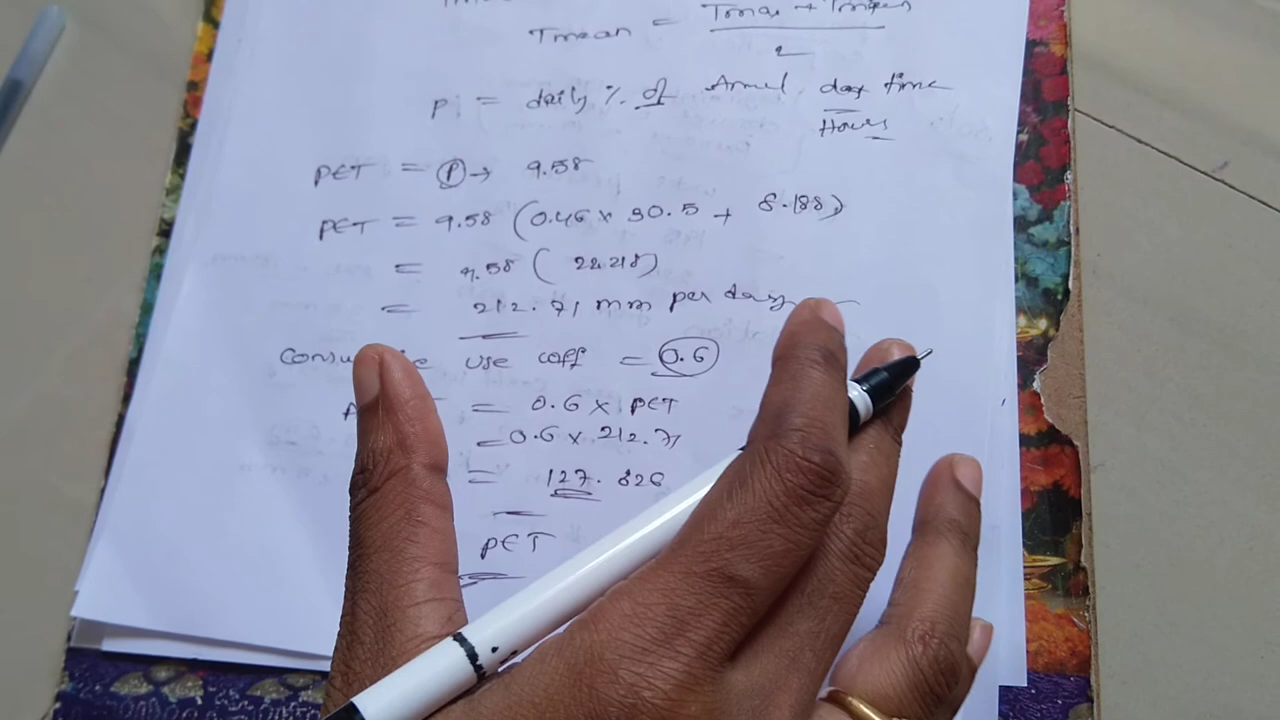 Tmean = Tmax + Tmin / 2
Pi = daily % of Annual day time
Hours
PET = P → 9.58
PET = 9.58 (0.46 x 30.5 + 8.188)
= 9.58 ( 22.218)
= 212.71 mm per day
use coff = 0.6
= 0.6 x PET
= 0.6 x 212.71
= 127.626
PET